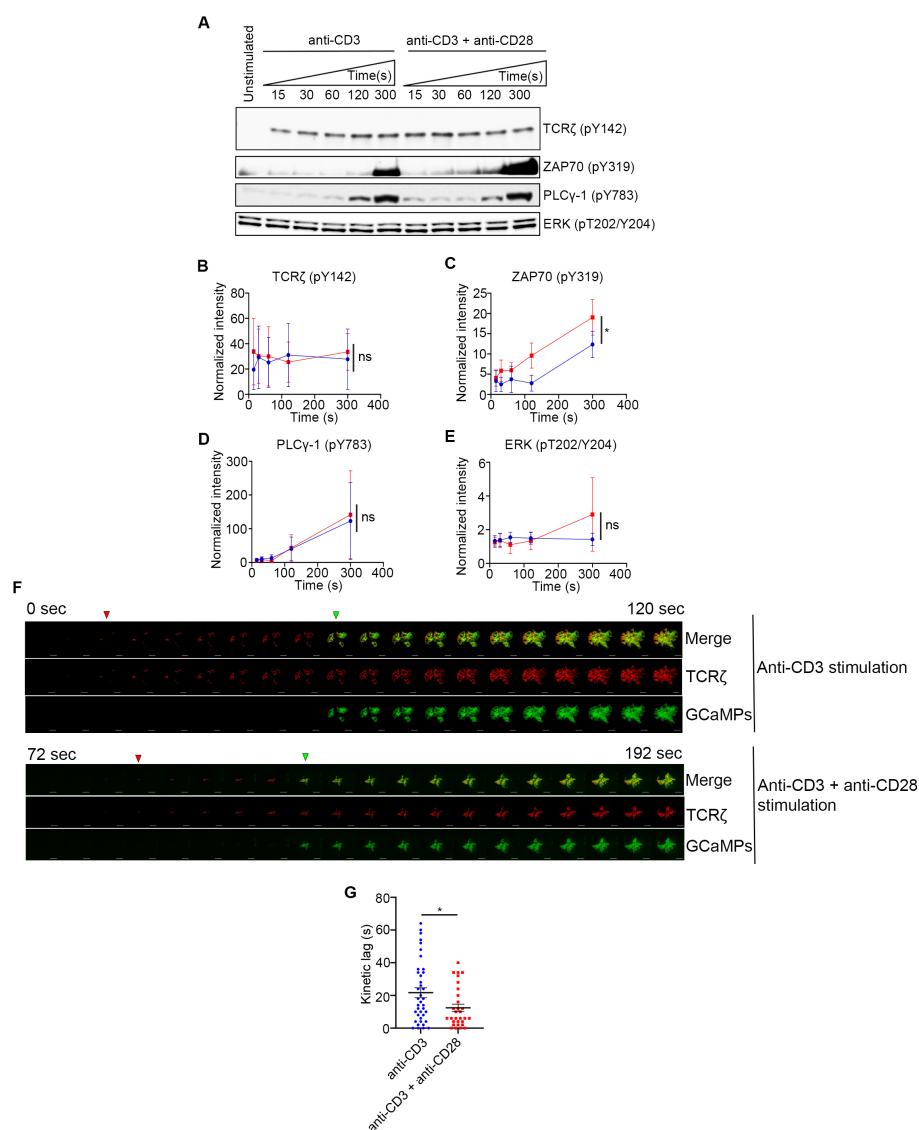 A
Unstimulated
anti-CD3
anti-CD3 + anti-CD28
Time(s)
Time(s)
15 30 60 120 300 15 30 60 120 300
TCRζ (pY142)
ZAP70 (pY319)
PLCγ-1 (pY783)
ERK (pT202/Y204)
B
TCRζ (pY142)
Normalized intensity
80
60
40
20
0
0 100 200 300 400
Time (s)
ns
C
ZAP70 (pY319)
Normalized intensity
25
20
15
10
5
0
0 100 200 300 400
Time (s)
*
D
PLCγ-1 (pY783)
Normalized intensity
300
200
100
0
0 100 200 300 400
Time (s)
ns
E
ERK (pT202/Y204)
Normalized intensity
6
4
2
0
0 100 200 300 400
Time (s)
ns
F
0 sec 120 sec
Merge
TCRζ
GCaMPs
Anti-CD3 stimulation
72 sec 192 sec
Merge
TCRζ
GCaMPs
Anti-CD3 + anti-CD28
stimulation
G
*
Kinetic lag (s)
80
60
40
20
0
anti-CD3
anti-CD3 + anti-CD28